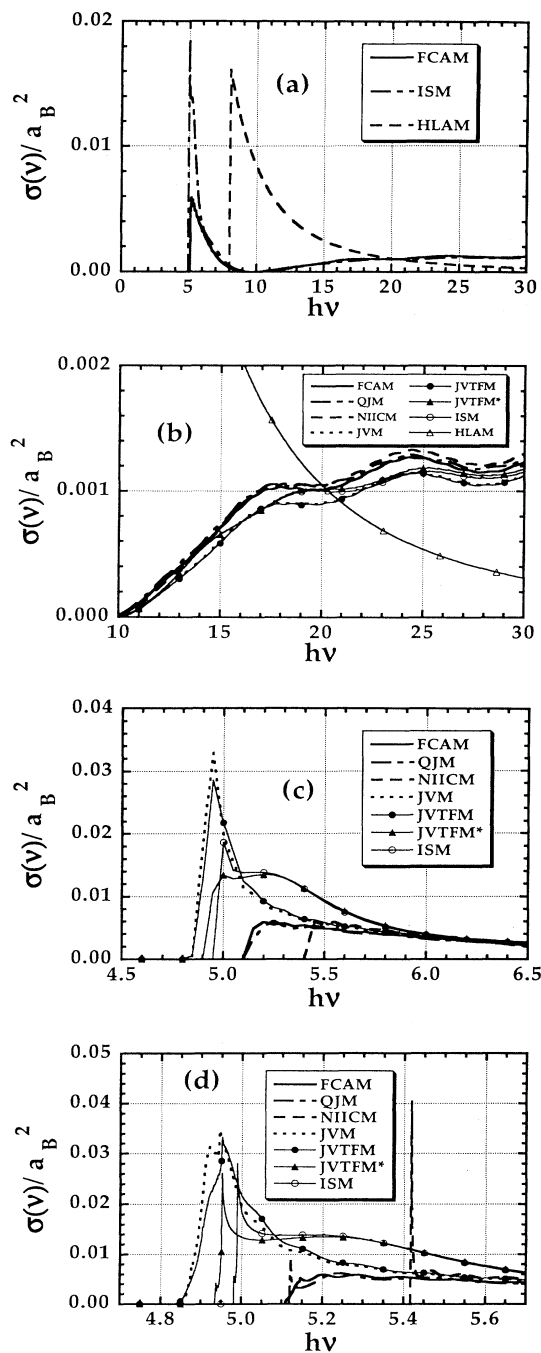 0.02
(a)
FCAM
ISM
HLAM
0.01
0.00
σ(ν)/a_B^2
0 5 10 15 20 25 30
hν
0.002
(b)
FCAM JVTFM
QJM JVTFM*
NIICM ISM
JVM HLAM
0.001
0.000
σ(ν)/a_B^2
10 15 20 25 30
hν
0.04
(c)
FCAM
QJM
NIICM
JVM
JVTFM
JVTFM*
ISM
0.03
0.02
0.01
0.00
σ(ν)/a_B^2
4.5 5.0 5.5 6.0 6.5
hν
0.05
(d)
FCAM
QJM
NIICM
JVM
JVTFM
JVTFM*
ISM
0.04
0.03
0.02
0.01
0.00
σ(ν)/a_B^2
4.8 5.0 5.2 5.4 5.6
hν